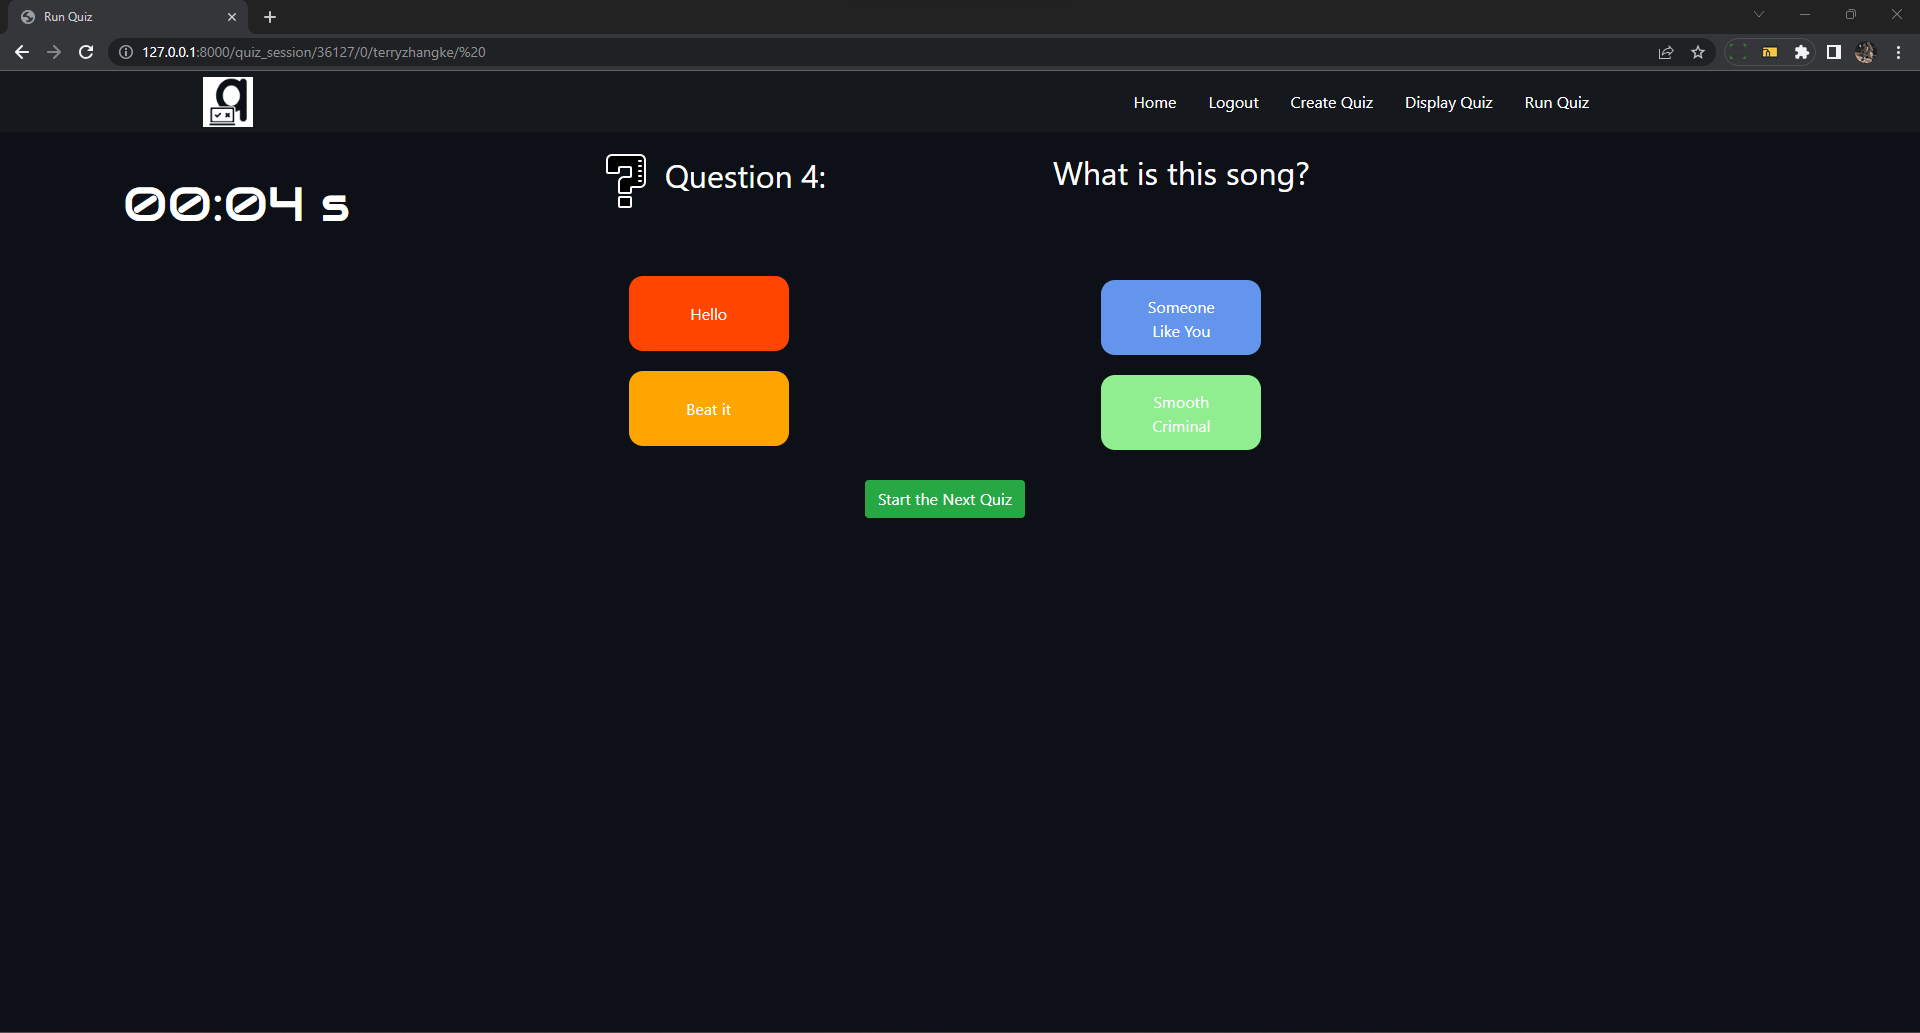 Run Quiz
127.0.0.1:8000/quiz_session/36127/0/terryzhangke/%20
Home Logout Create Quiz Display Quiz Run Quiz
00:04 s
Question 4:
What is this song?
Hello
Someone
Like You
Beat it
Smooth
Criminal
Start the Next Quiz